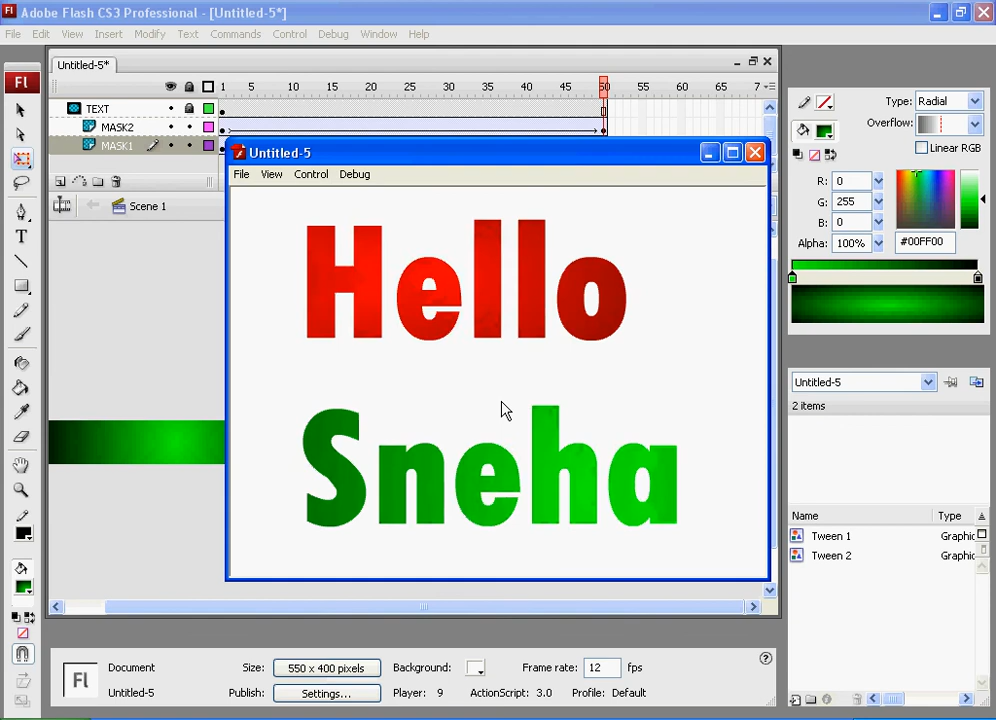 Adobe Flash CS3 Professional - [Untitled-5*]
File Edit View Insert Modify Text Commands Control Debug Window Help
Untitled-5*
1 5 10 15 20 25 30 35 40 45 50 55 60 65 7
TEXT
MASK2
MASK1
Scene 1
Untitled-5
File View Control Debug
Hello
Sneha
Type: Radial
Overflow:
Linear RGB
R: 0
G: 255
B: 0
Alpha: 100% #00FF00
Untitled-5
2 items
Name Type
Tween 1 Graphic
Tween 2 Graphic
Fl
T
Fl
Document
Untitled-5
Size: 550 x 400 pixels Background: Frame rate: 12 fps
Publish: Settings... Player: 9 ActionScript: 3.0 Profile: Default